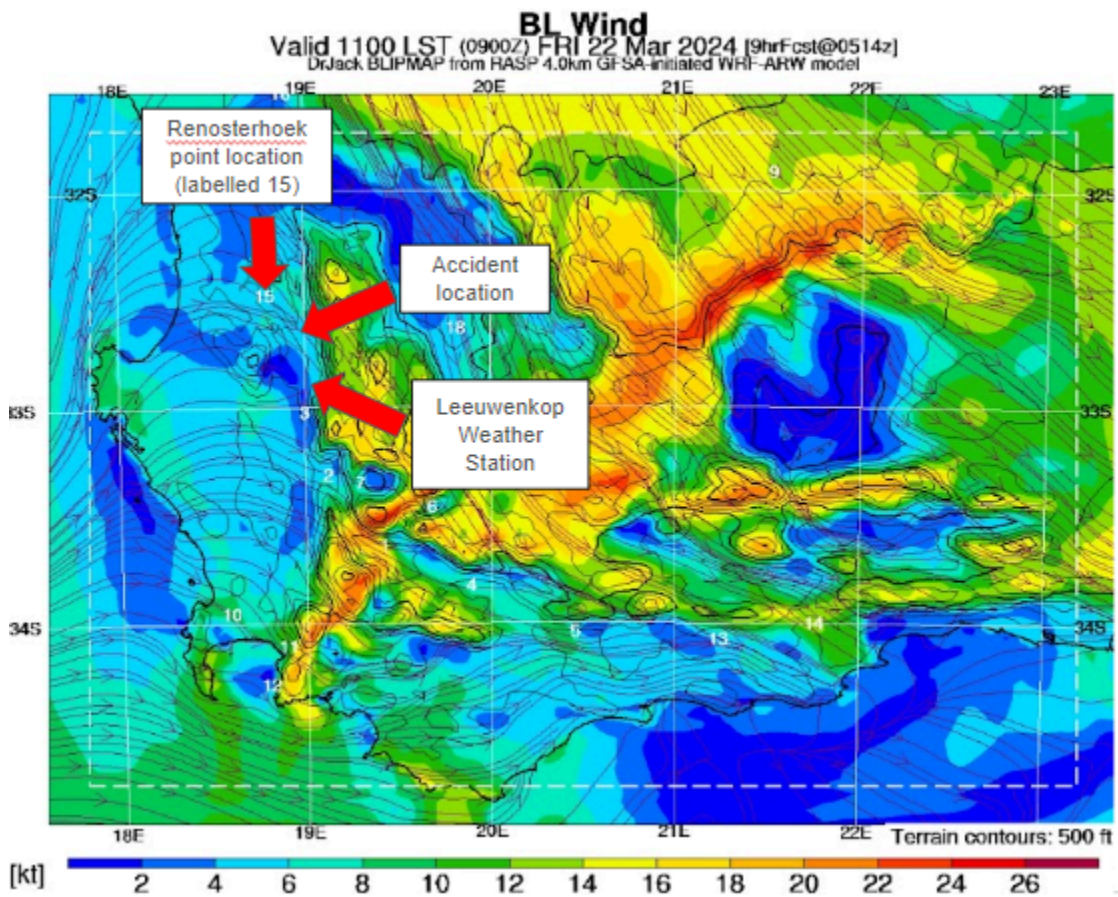 BL Wind
Valid 1100 LST (0900Z) FRI 22 Mar 2024 [9hrFcst@0514z]
DrJack BLIPMAP from RASP 4.0km GFSA-initiated WRF-ARW model
18E 19E 20E 21E 22E 23E
16
Renosterhoek
point location
(labelled 15)
9
32S 32S
Accident
location
15
18
33S 33S
3
Leeuwenkop
Weather
Station
2 7
6
1
4
10 5 13 14
34S 34S
11
12
18E 19E 20E 21E 22E
Terrain contours: 500 ft
[kt] 2 4 6 8 10 12 14 16 18 20 22 24 26